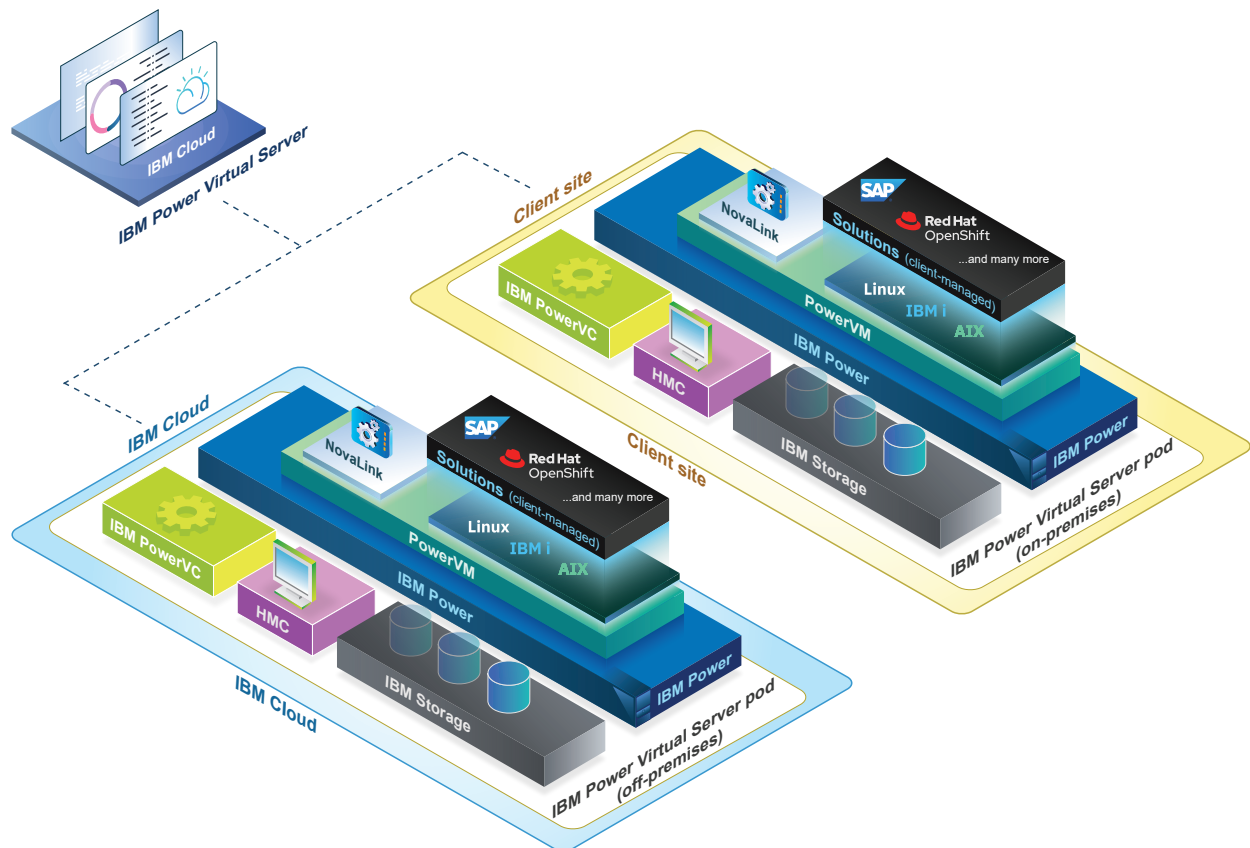 IBM Cloud
IBM Power Virtual Server
Client site
SAP
Red Hat
OpenShift
...and many more
Solutions (client-managed)
NovaLink
Linux
IBM i
AIX
PowerVM
IBM Power
IBM Power
IBM PowerVC
HMC
IBM Storage
Client site
IBM Power Virtual Server pod
(on-premises)
IBM Cloud
SAP
Red Hat
OpenShift
...and many more
Solutions (client-managed)
NovaLink
Linux
IBM i
AIX
PowerVM
IBM Power
IBM Power
IBM PowerVC
HMC
IBM Storage
IBM Cloud
IBM Power Virtual Server pod
(off-premises)